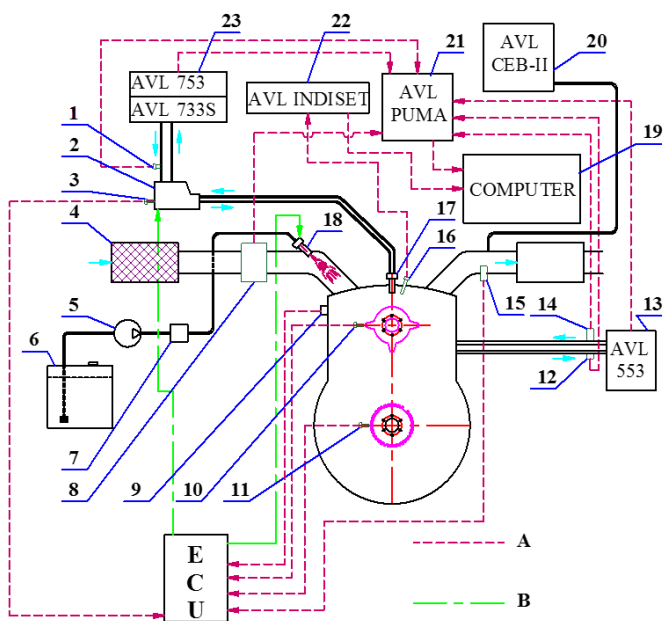 23
22
21
20
AVL 753
AVL 733S
AVL INDISET
AVL
PUMA
AVL
CEB-II
1
2
3
4
19
COMPUTER
18
17
16
5
6
15
14
13
AVL
553
12
7
8
9
10
11
E
C
U
A
B